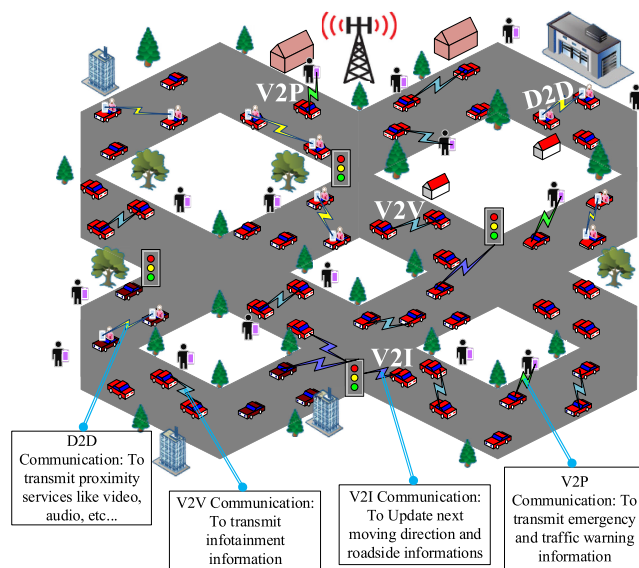 V2P
D2D
V2V
V2I
D2D
Communication: To
transmit proximity
services like video,
audio, etc...
V2V Communication:
To transmit
infotainment
information
V2I Communication:
To Update next
moving direction and
roadside informations
V2P
Communication: To
transmit emergency
and traffic warning
information